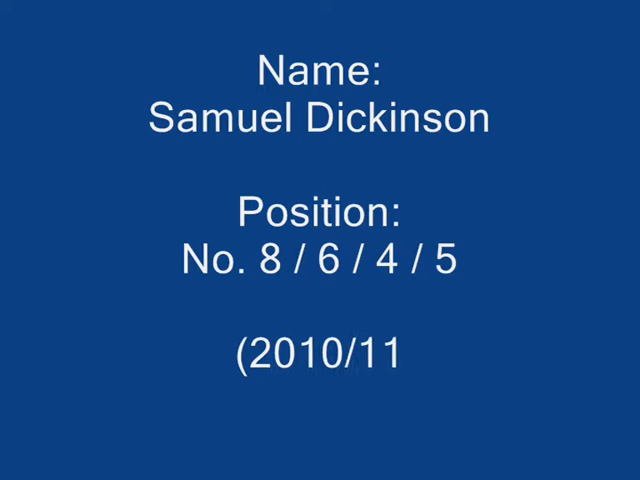 Name:
Samuel Dickinson
Position:
No. 8 / 6 / 4 / 5
(2010/11